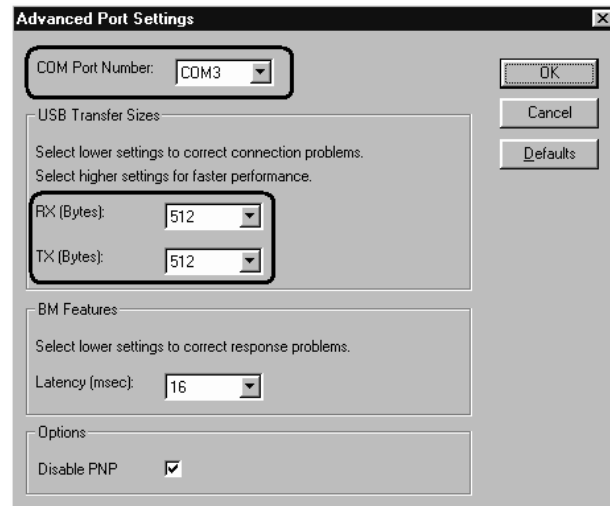 Advanced Port Settings
COM Port Number: COM3
OK
Cancel
Defaults
USB Transfer Sizes
Select lower settings to correct connection problems.
Select higher settings for faster performance.
RX (Bytes): 512
TX (Bytes): 512
BM Features
Select lower settings to correct response problems.
Latency (msec): 16
Options
Disable PNP